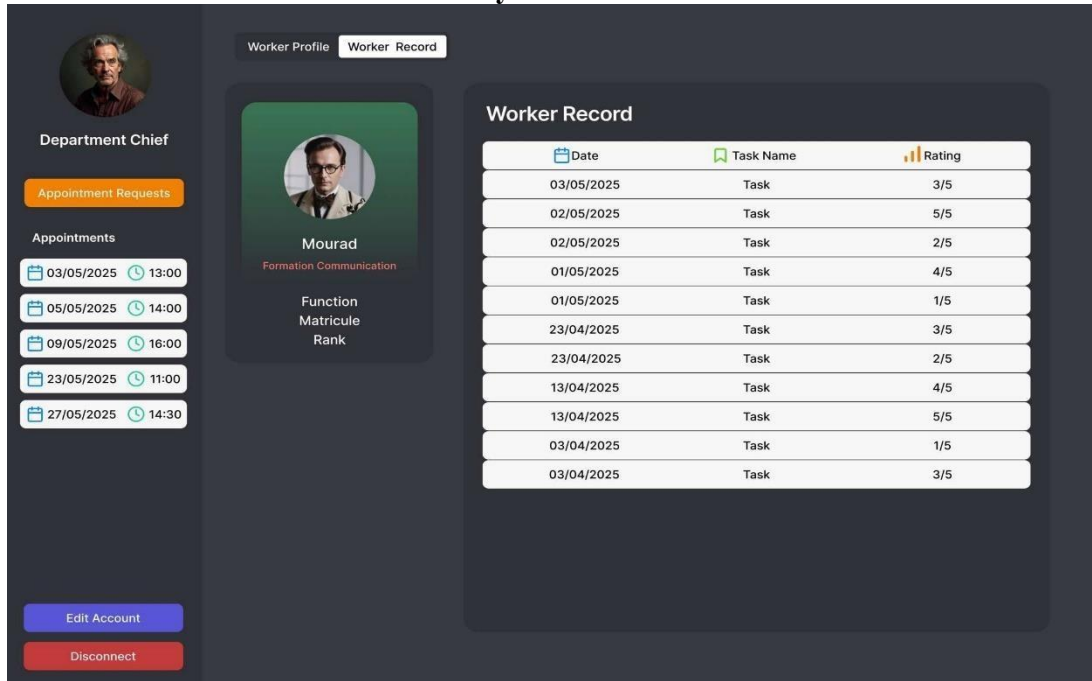 Department Chief
Appointment Requests
Appointments
03/05/2025 13:00
05/05/2025 14:00
09/05/2025 16:00
23/05/2025 11:00
27/05/2025 14:30
Edit Account
Disconnect
Worker Profile Worker Record
Mourad
Formation Communication
Function
Matricule
Rank
Worker Record
Date Task Name Rating
03/05/2025 Task 3/5
02/05/2025 Task 5/5
02/05/2025 Task 2/5
01/05/2025 Task 4/5
01/05/2025 Task 1/5
23/04/2025 Task 3/5
23/04/2025 Task 2/5
13/04/2025 Task 4/5
13/04/2025 Task 5/5
03/04/2025 Task 1/5
03/04/2025 Task 3/5